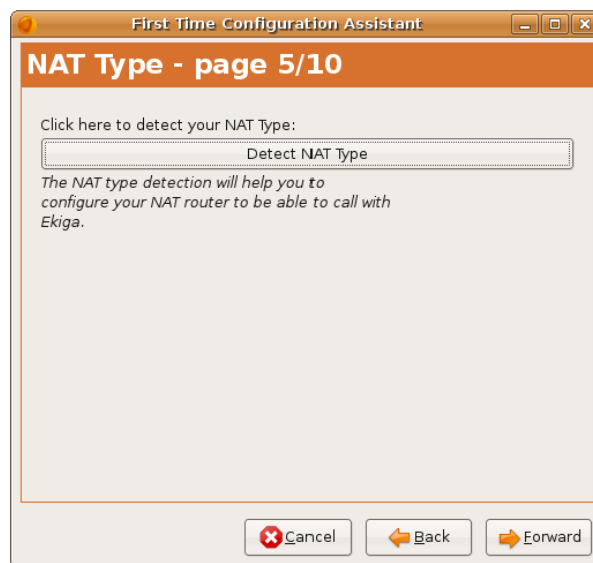 First Time Configuration Assistant
NAT Type - page 5/10
Click here to detect your NAT Type:
Detect NAT Type
The NAT type detection will help you to
configure your NAT router to be able to call with
Ekiga.
Cancel Back Forward